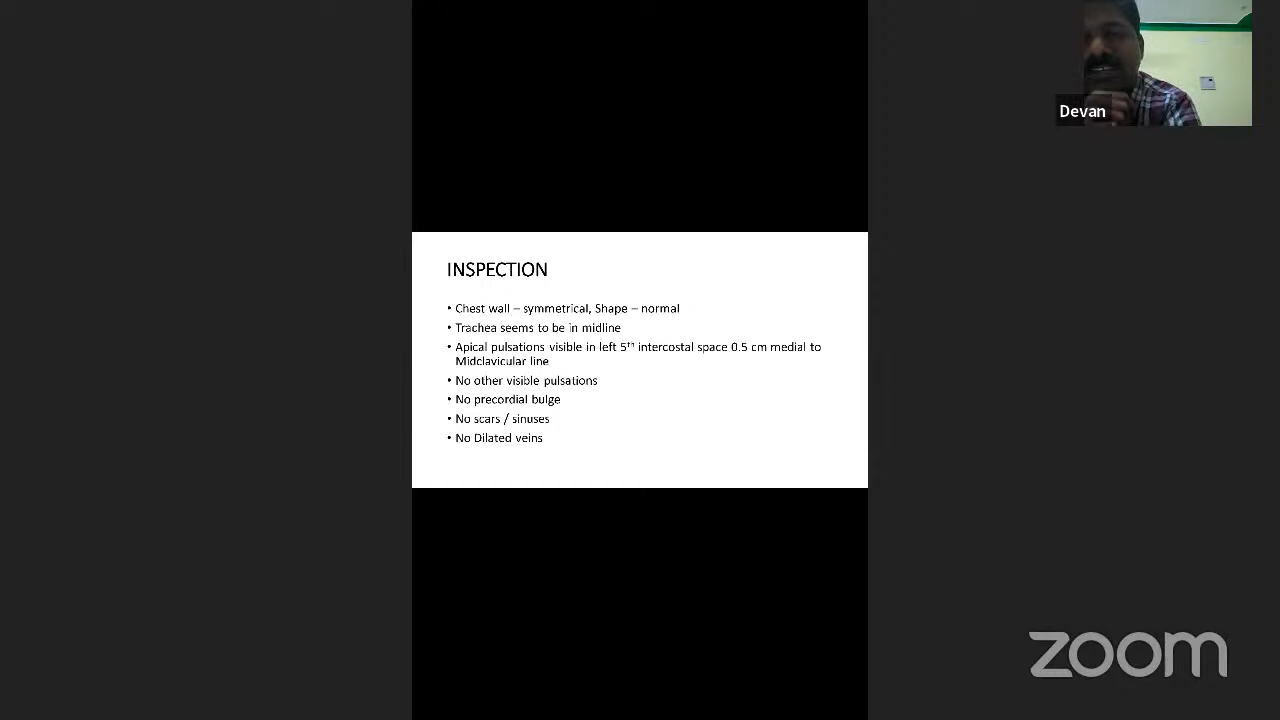 Devan
INSPECTION
• Chest wall – symmetrical, Shape – normal
• Trachea seems to be in midline
• Apical pulsations visible in left 5th intercostal space 0.5 cm medial to
Midclavicular line
• No other visible pulsations
• No precordial bulge
• No scars / sinuses
• No Dilated veins
zoom